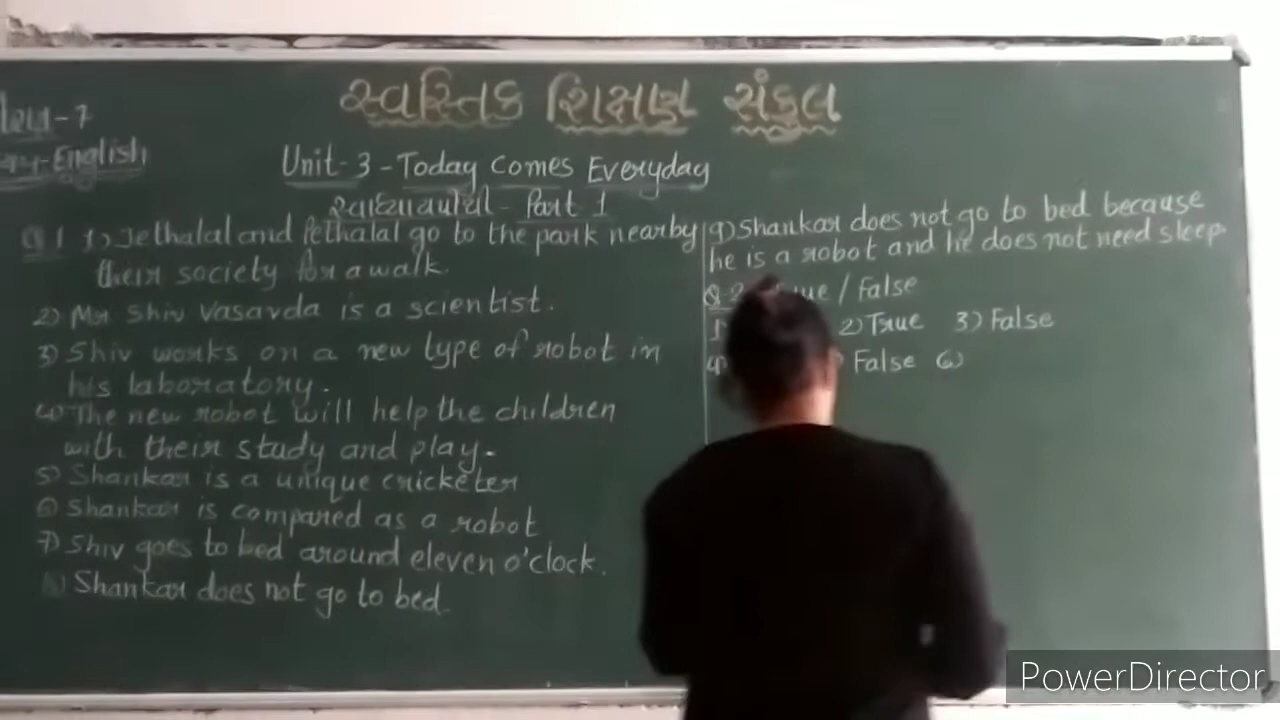 સ્વસ્તિક શિક્ષણ સંકુલ
-7
English
Unit-3-Today Comes Everyday
સ્વાધ્યાયપોથી - Part 1
Q 1 1) Jethalal and Pethalal go to the park nearby
their society for a walk.
2) Mr Shiv Vasavda is a scientist.
3) Shiv works on a new type of robot in
his laboratory.
4) The new robot will help the children
with their study and play.
5) Shankar is a unique cricketer
6) Shankar is compared as a robot
7) Shiv goes to bed around eleven o'clock.
Shankar does not go to bed.
9) Shankar does not go to bed because
he is a robot and he does not need sleep.
Q 2 / False
2) True 3) False
False 6)
PowerDirector